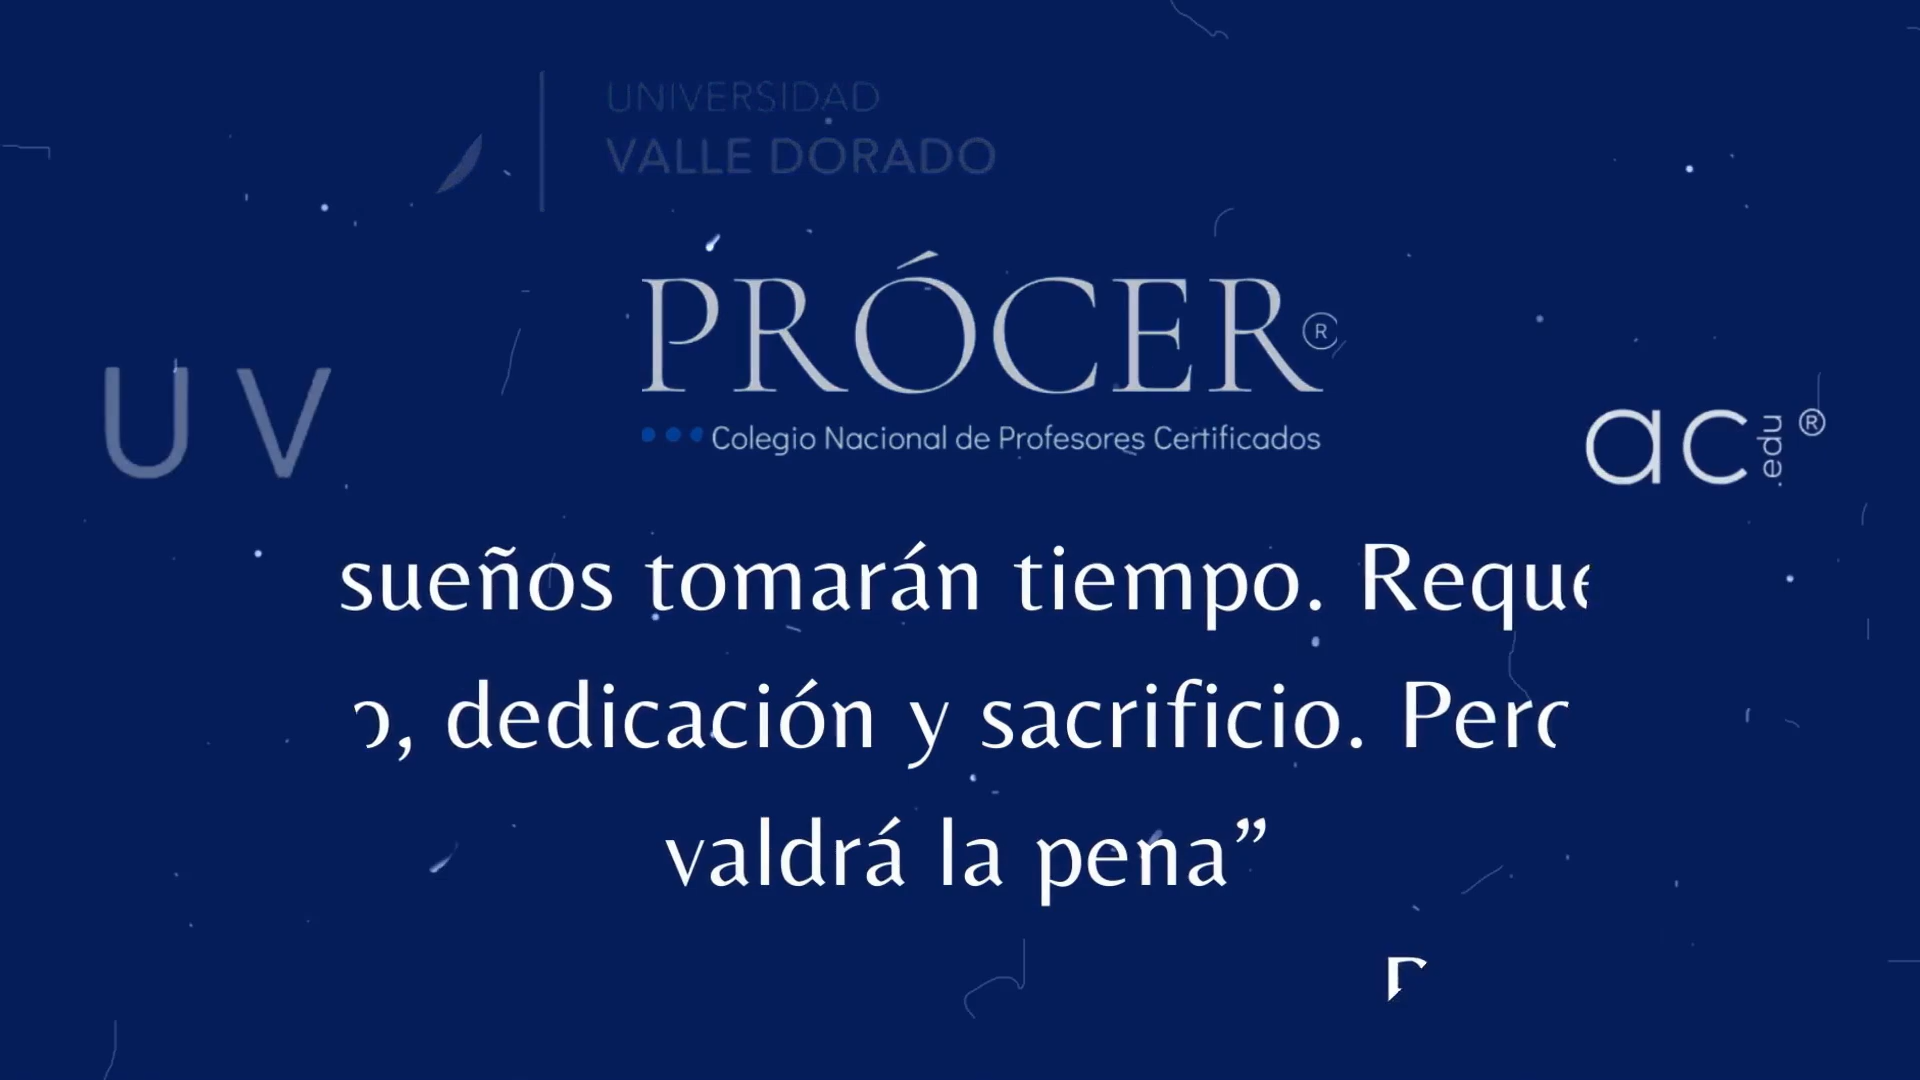 UNIVERSIDAD
VALLE DORADO
PRÓCER®
Colegio Nacional de Profesores Certificados
U V
ac.edu®
sueños tomarán tiempo.
dedicación y sacrificio.
valdrá la pena”